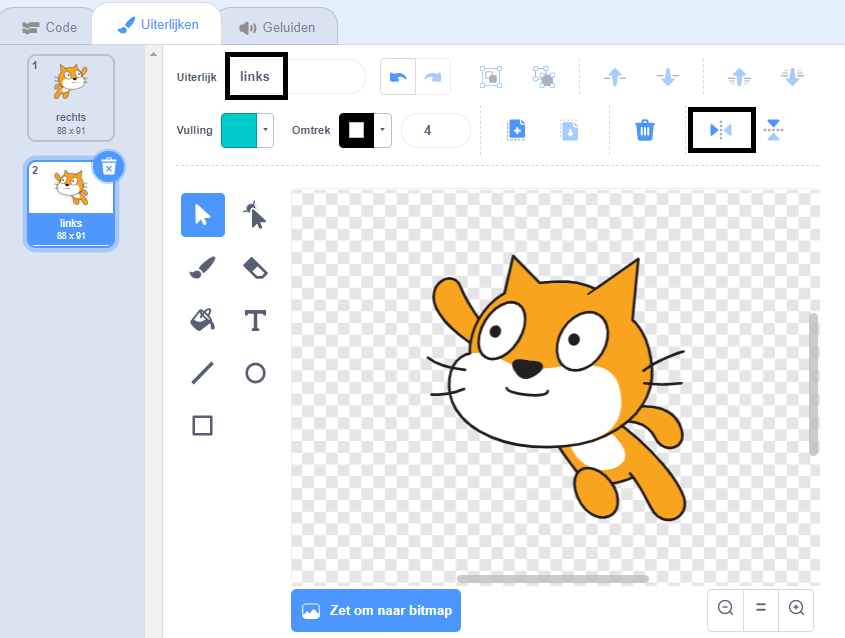 Code
Uiterlijken
Geluiden
1
rechts
88 x 91
2
links
88 x 91
Uiterlijk
links
Vulling
Omtrek
4
T
Zet om naar bitmap
=